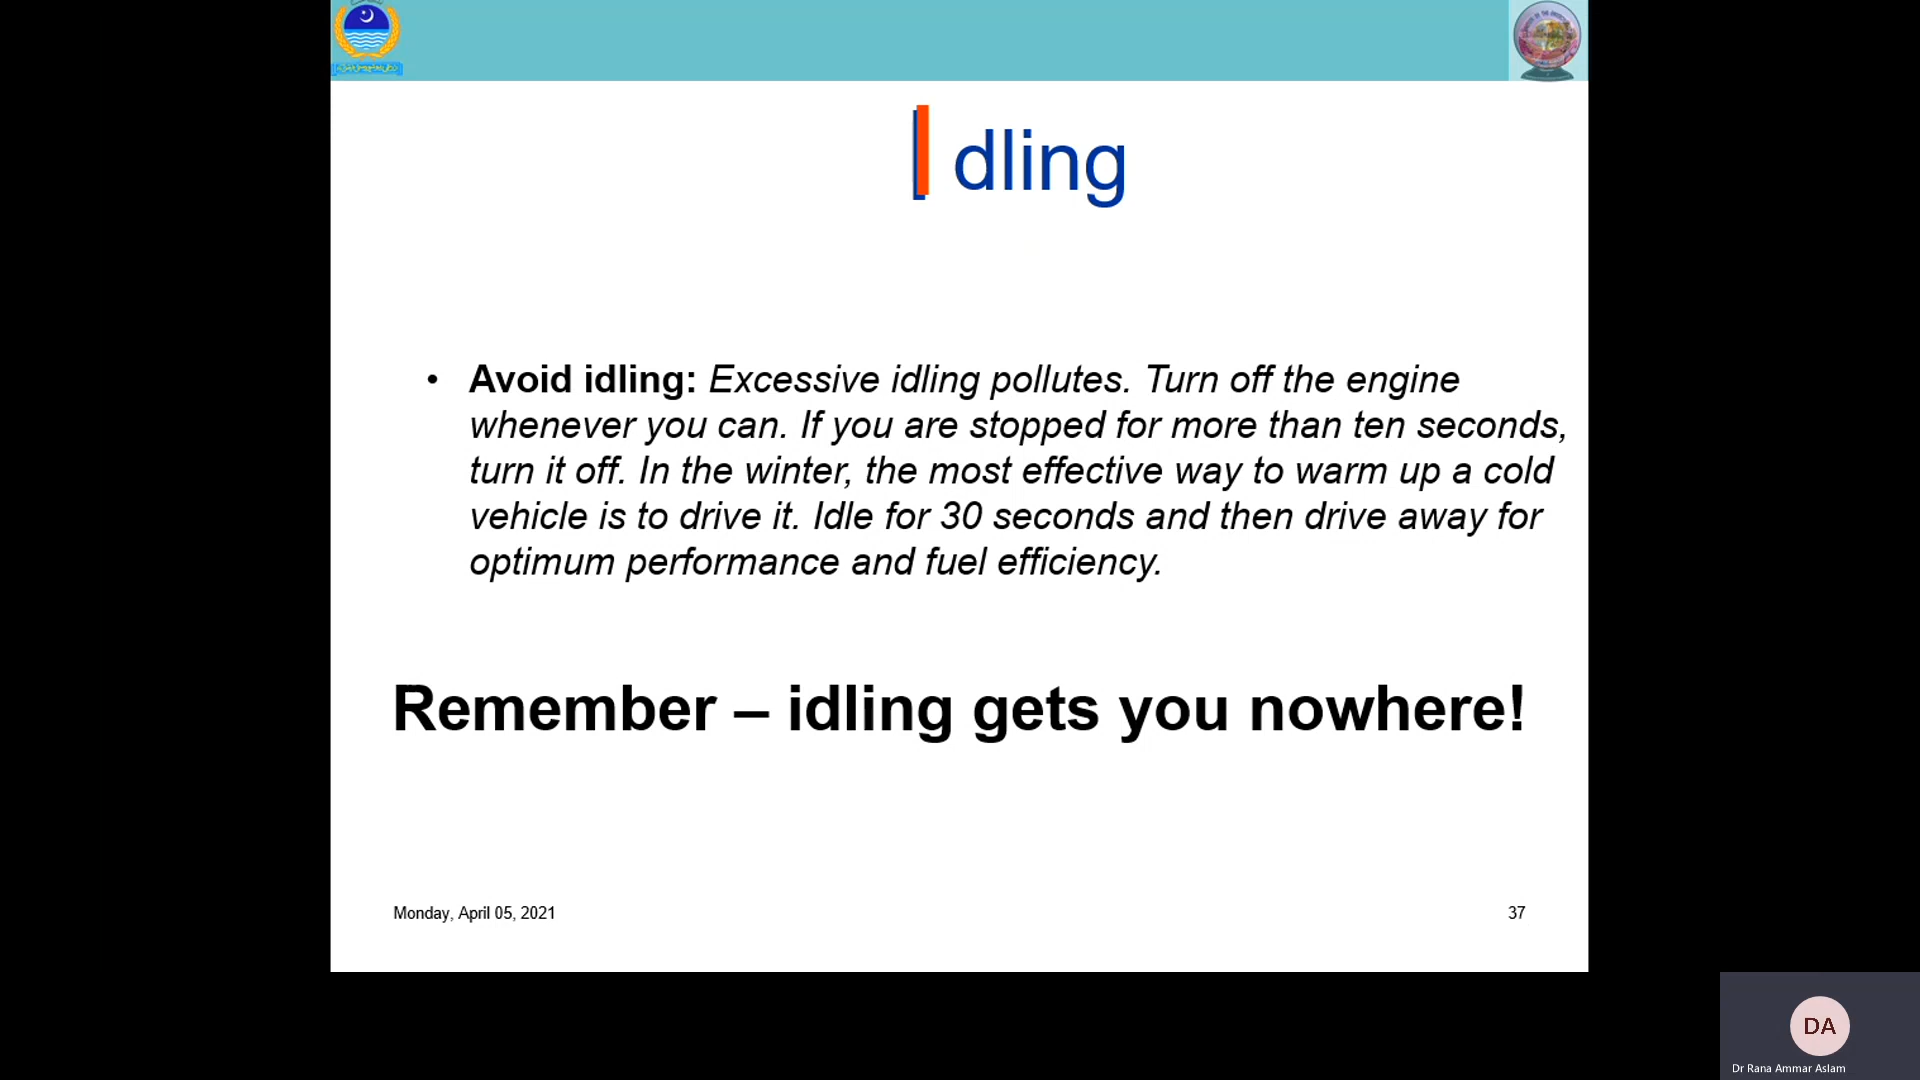 I dling
• Avoid idling: Excessive idling pollutes. Turn off the engine
whenever you can. If you are stopped for more than ten seconds,
turn it off. In the winter, the most effective way to warm up a cold
vehicle is to drive it. Idle for 30 seconds and then drive away for
optimum performance and fuel efficiency.
Remember – idling gets you nowhere!
Monday, April 05, 2021
37
DA
Dr Rana Ammar Aslam